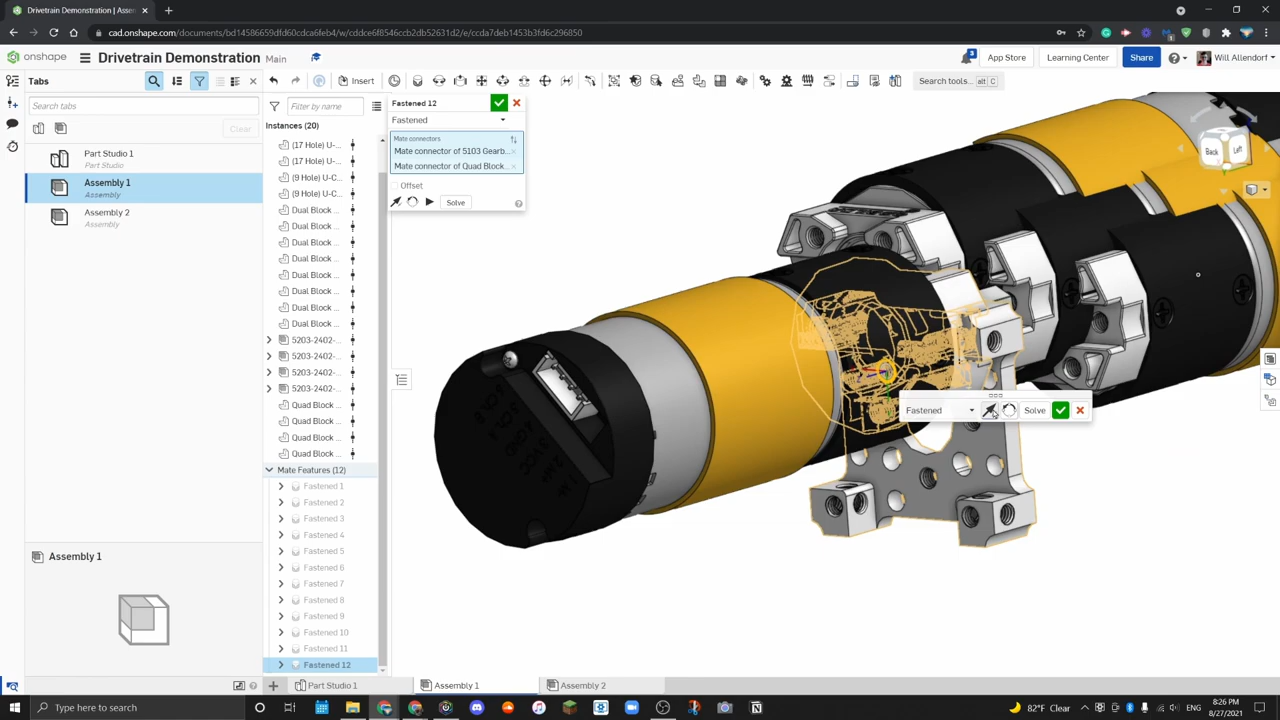 Drivetrain Demonstration | Assem
cad.onshape.com/documents/bd14586659dfd60cdca6feb4/w/cddce6f8546ccb2db52631d2/e/ccda7deb1453b3fd6c296850
onshape
Drivetrain Demonstration Main
3
App Store
Learning Center
Share
Will Allendorf
Tabs
Insert
Search tools... alt C
Search tabs
Clear
Part Studio 1
Part Studio
Assembly 1
Assembly
Assembly 2
Assembly
Filter by name
Instances (20)
(17 Hole) U-...
(17 Hole) U-...
(9 Hole) U-C...
(9 Hole) U-C...
Dual Block ...
Dual Block ...
Dual Block ...
Dual Block ...
Dual Block ...
Dual Block ...
Dual Block ...
Dual Block ...
5203-2402-...
5203-2402-...
5203-2402-...
5203-2402-...
Quad Block...
Quad Block...
Quad Block...
Quad Block...
Mate Features (12)
Fastened 1
Fastened 2
Fastened 3
Fastened 4
Fastened 5
Fastened 6
Fastened 7
Fastened 8
Fastened 9
Fastened 10
Fastened 11
Fastened 12
Fastened 12
Fastened
Mate connectors
Mate connector of 5103 Gearb...
Mate connector of Quad Block...
Offset
Solve
Back
Left
Fastened
Solve
Assembly 1
Part Studio 1
Assembly 1
Assembly 2
Type here to search
82°F Clear
8:26 PM
8/27/2021